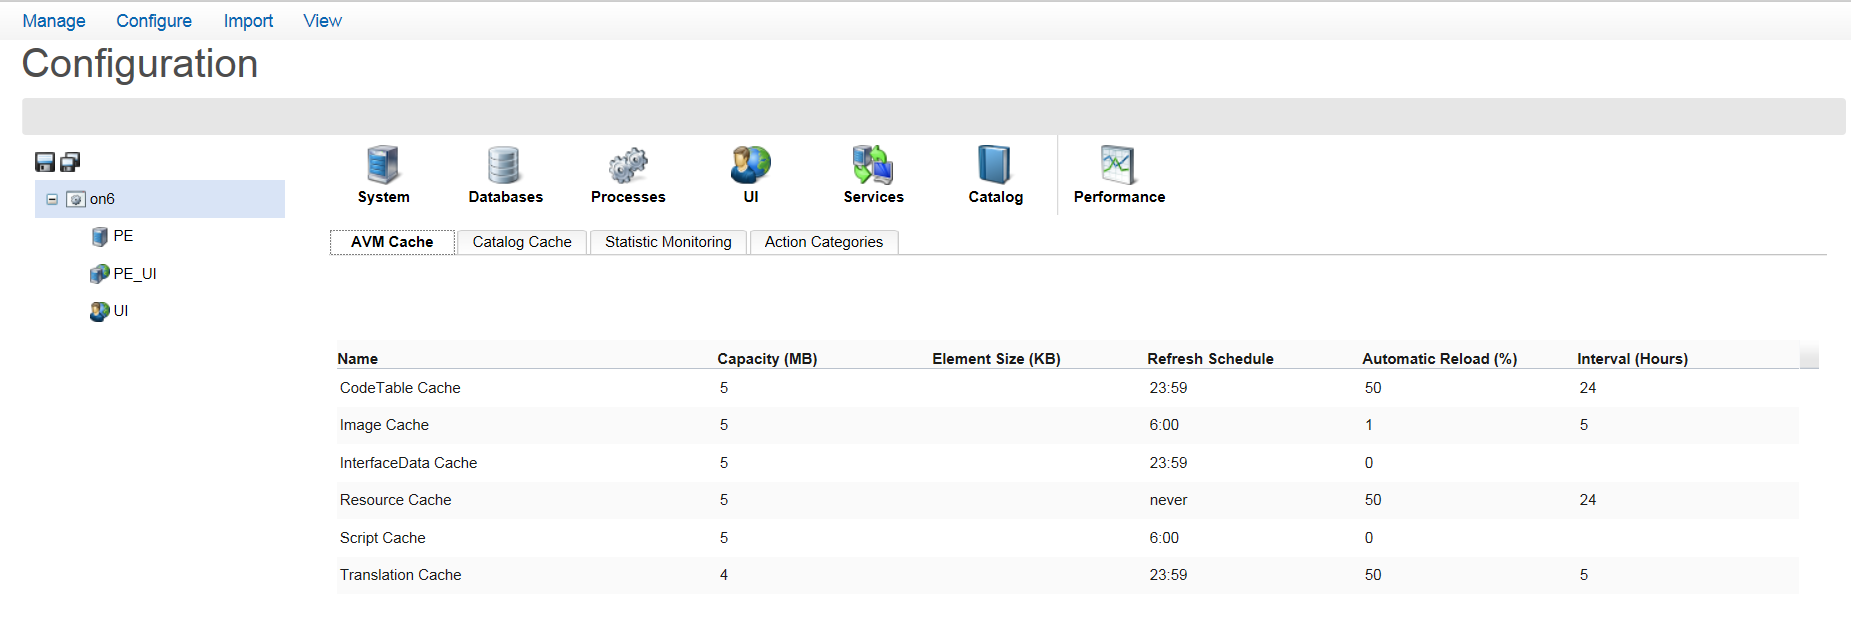 Manage Configure Import View
Configuration
System Databases Processes UI Services Catalog Performance
on6
PE
PE_UI
UI
AVM Cache Catalog Cache Statistic Monitoring Action Categories
Name Capacity (MB) Element Size (KB) Refresh Schedule Automatic Reload (%) Interval (Hours)
CodeTable Cache 5 23:59 50 24
Image Cache 5 6:00 1 5
InterfaceData Cache 5 23:59 0
Resource Cache 5 never 50 24
Script Cache 5 6:00 0
Translation Cache 4 23:59 50 5